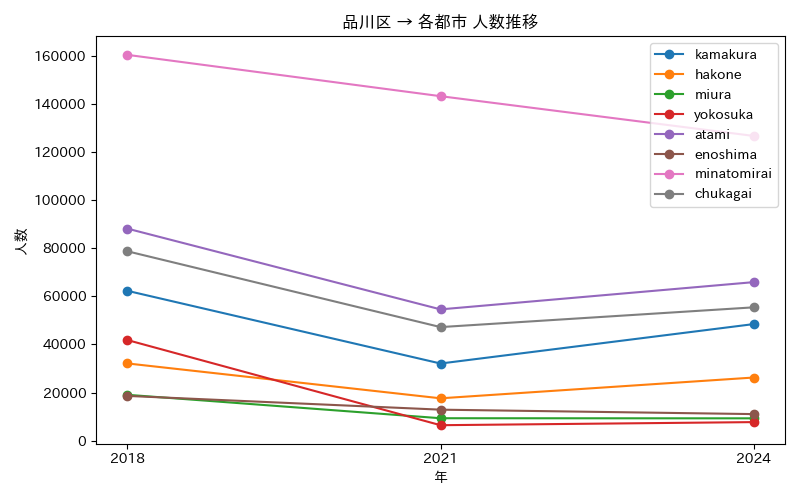 品川区 → 各都市 人数推移
160000
140000
120000
100000
80000
60000
40000
20000
0
人数
kamakura
hakone
miura
yokosuka
atami
enoshima
minatomirai
chukagai
2018
2021
2024
年